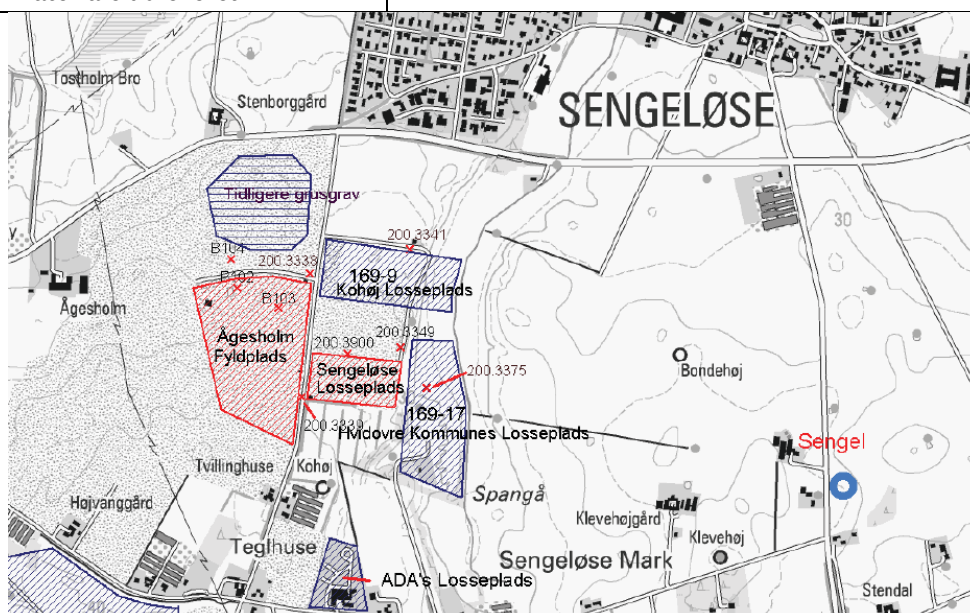 Tostholm Bro
Stenborggård
SENGELØSE
Tidligere grusgrav
30
B104
200.3338
200.3341
B102
169-9
Kohøj Losseplads
B103
Ågesholm
Ågesholm
Fyldplads
200.3349
200.3900
Sengeløse
Losseplads
200.3375
Bondehøj
169-17
Hvidovre Kommunes Losseplads
Sengel
Tvillinghuse
Kohøj
Spangå
Højvanggård
Klevehøjgård
Teglhuse
Klevehøj
Sengeløse Mark
ADA's Losseplads
Stendal